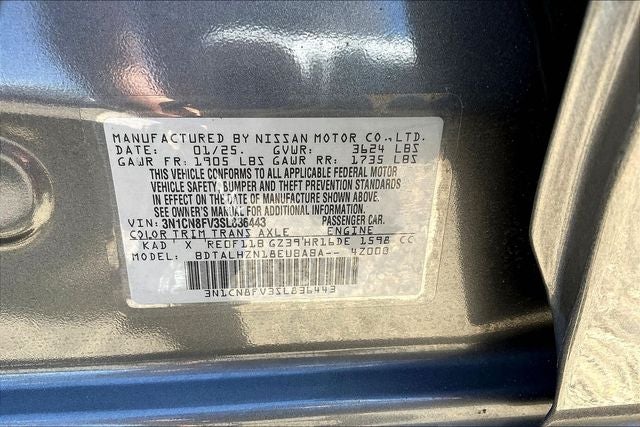 MANUFACTURED BY NISSAN MOTOR CO.,LTD.
DATE: 01/25. GVWR: 3624 LBS
GAWR FR: 1905 LBS GAWR RR: 1735 LBS
THIS VEHICLE CONFORMS TO ALL APPLICABLE FEDERAL MOTOR
VEHICLE SAFETY, BUMPER AND THEFT PREVENTION STANDARDS
IN EFFECT ON THE DATE OF MANUFACTURE SHOWN ABOVE.
SEE OWNER'S MANUAL FOR ADDITIONAL INFORMATION
VIN: 3N1CN8FV3SL836443 PASSENGER CAR.
COLOR TRIM TRANS AXLE ENGINE
KAD X RE0F11B GZ39 HR16DE 1598 CC
MODEL: BDTALHZN18EUBABA-- 4Z000
3N1CN8FV3SL836443